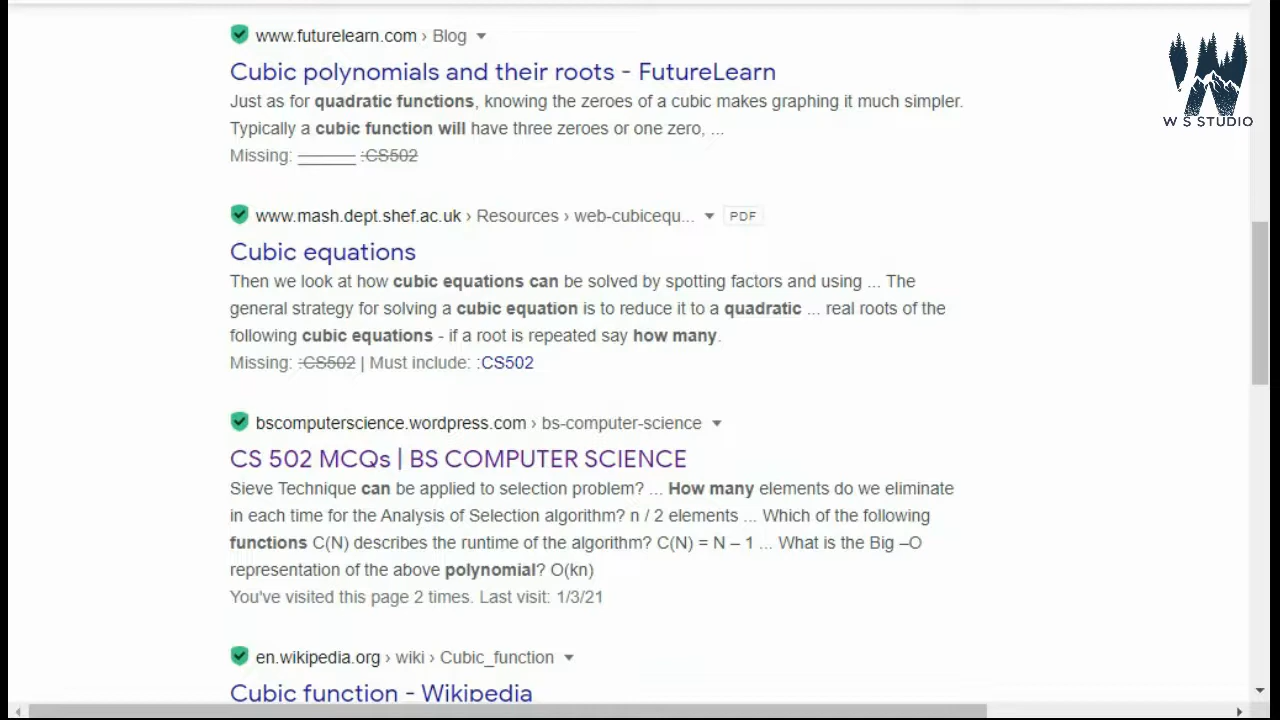 www.futurelearn.com › Blog
Cubic polynomials and their roots - FutureLearn
Just as for quadratic functions, knowing the zeroes of a cubic makes graphing it much simpler.
Typically a cubic function will have three zeroes or one zero, ...
Missing: ______ :CS502
www.mash.dept.shef.ac.uk › Resources › web-cubicequ... PDF
Cubic equations
Then we look at how cubic equations can be solved by spotting factors and using ... The
general strategy for solving a cubic equation is to reduce it to a quadratic ... real roots of the
following cubic equations - if a root is repeated say how many.
Missing: :CS502 | Must include: :CS502
bscomputerscience.wordpress.com › bs-computer-science
CS 502 MCQs | BS COMPUTER SCIENCE
Sieve Technique can be applied to selection problem? ... How many elements do we eliminate
in each time for the Analysis of Selection algorithm? n / 2 elements ... Which of the following
functions C(N) describes the runtime of the algorithm? C(N) = N – 1 ... What is the Big –O
representation of the above polynomial? O(kn)
You've visited this page 2 times. Last visit: 1/3/21
en.wikipedia.org › wiki › Cubic_function
Cubic function - Wikipedia
W S STUDIO